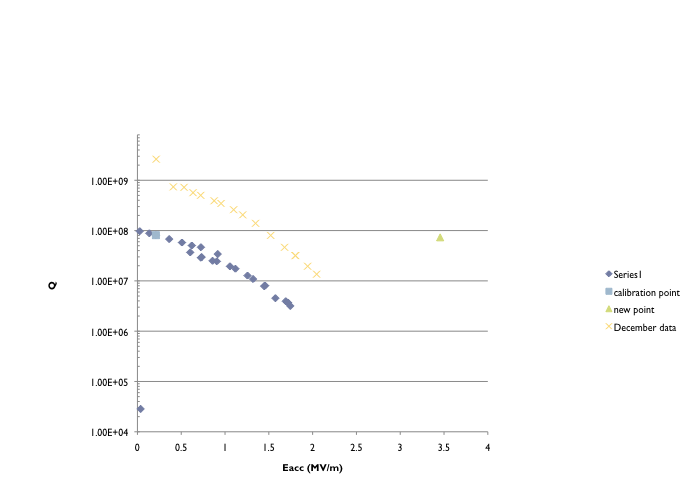 1.00E+09
1.00E+08
1.00E+07
1.00E+06
1.00E+05
1.00E+04
Q
0 0.5 1 1.5 2 2.5 3 3.5 4
Eacc (MV/m)
Series1
calibration point
new point
December data